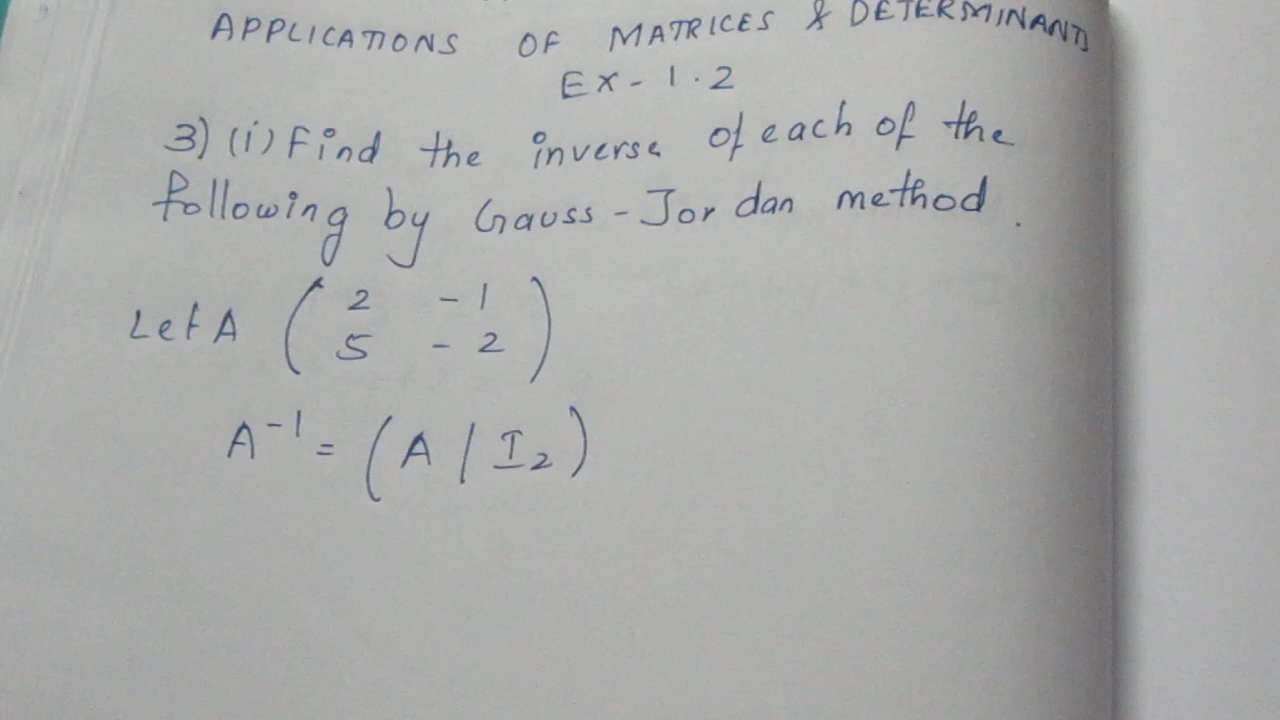 APPLICATIONS OF MATRICES & DETERMINANTS
EX - 1.2
3) (i) Find the inverse of each of the
following by Gauss - Jordan method.
Let A ( 2 -1
5 -2 )
A⁻¹ = (A / I₂)